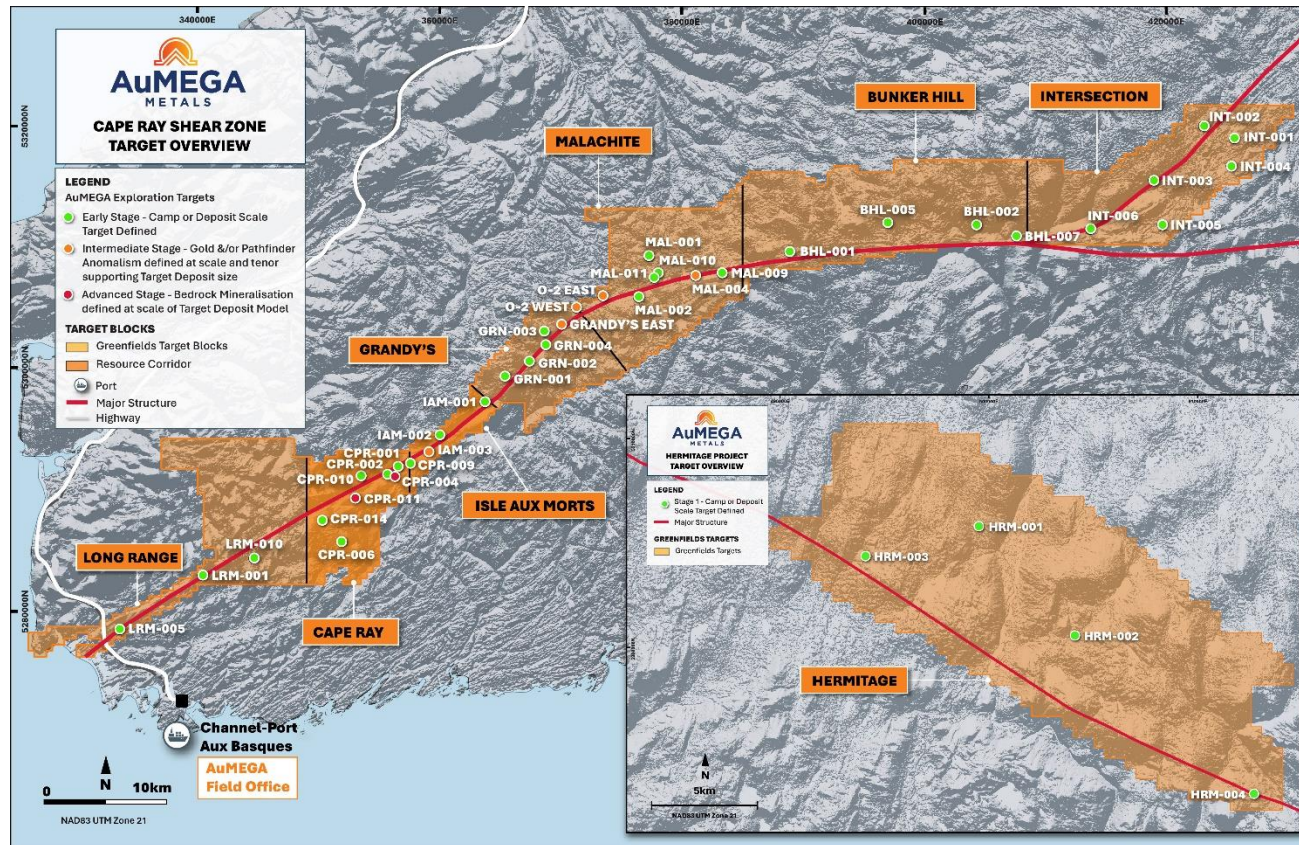 340000E
360000E
380000E
400000E
420000E
5320000N
5280000N
AuMEGA
METALS
CAPE RAY SHEAR ZONE
TARGET OVERVIEW
LEGEND
AuMEGA Exploration Targets
Early Stage - Camp or Deposit Scale
Target Defined
Intermediate Stage - Gold &/or Pathfinder
Anomalism defined at scale and tenor
supporting Target Deposit size
Advanced Stage - Bedrock Mineralisation
defined at scale of Target Deposit Model
TARGET BLOCKS
Greenfields Target Blocks
Resource Corridor
Port
Major Structure
Highway
BUNKER HILL
INTERSECTION
MALACHITE
GRANDY'S
ISLE AUX MORTS
LONG RANGE
CAPE RAY
INT-002
INT-001
INT-004
INT-003
INT-006
INT-005
BHL-005
BHL-002
BHL-007
BHL-001
MAL-001
MAL-010
MAL-011
MAL-009
MAL-004
MAL-002
O-2 EAST
O-2 WEST
GRANDY'S EAST
GRN-003
GRN-004
GRN-002
GRN-001
IAM-001
IAM-002
IAM-003
CPR-001
CPR-002
CPR-009
CPR-010
CPR-004
CPR-011
CPR-014
CPR-006
LRM-010
LRM-001
LRM-005
Channel-Port
Aux Basques
AuMEGA
Field Office
N
0 10km
NAD83 UTM Zone 21
AuMEGA
METALS
HERMITAGE PROJECT
TARGET OVERVIEW
LEGEND
Stage 1 - Camp or Deposit
Scale Target Defined
Major Structure
GREENFIELDS TARGETS
Greenfields Targets
HRM-001
HRM-003
HRM-002
HERMITAGE
HRM-004
N
5km
NAD83 UTM Zone 21